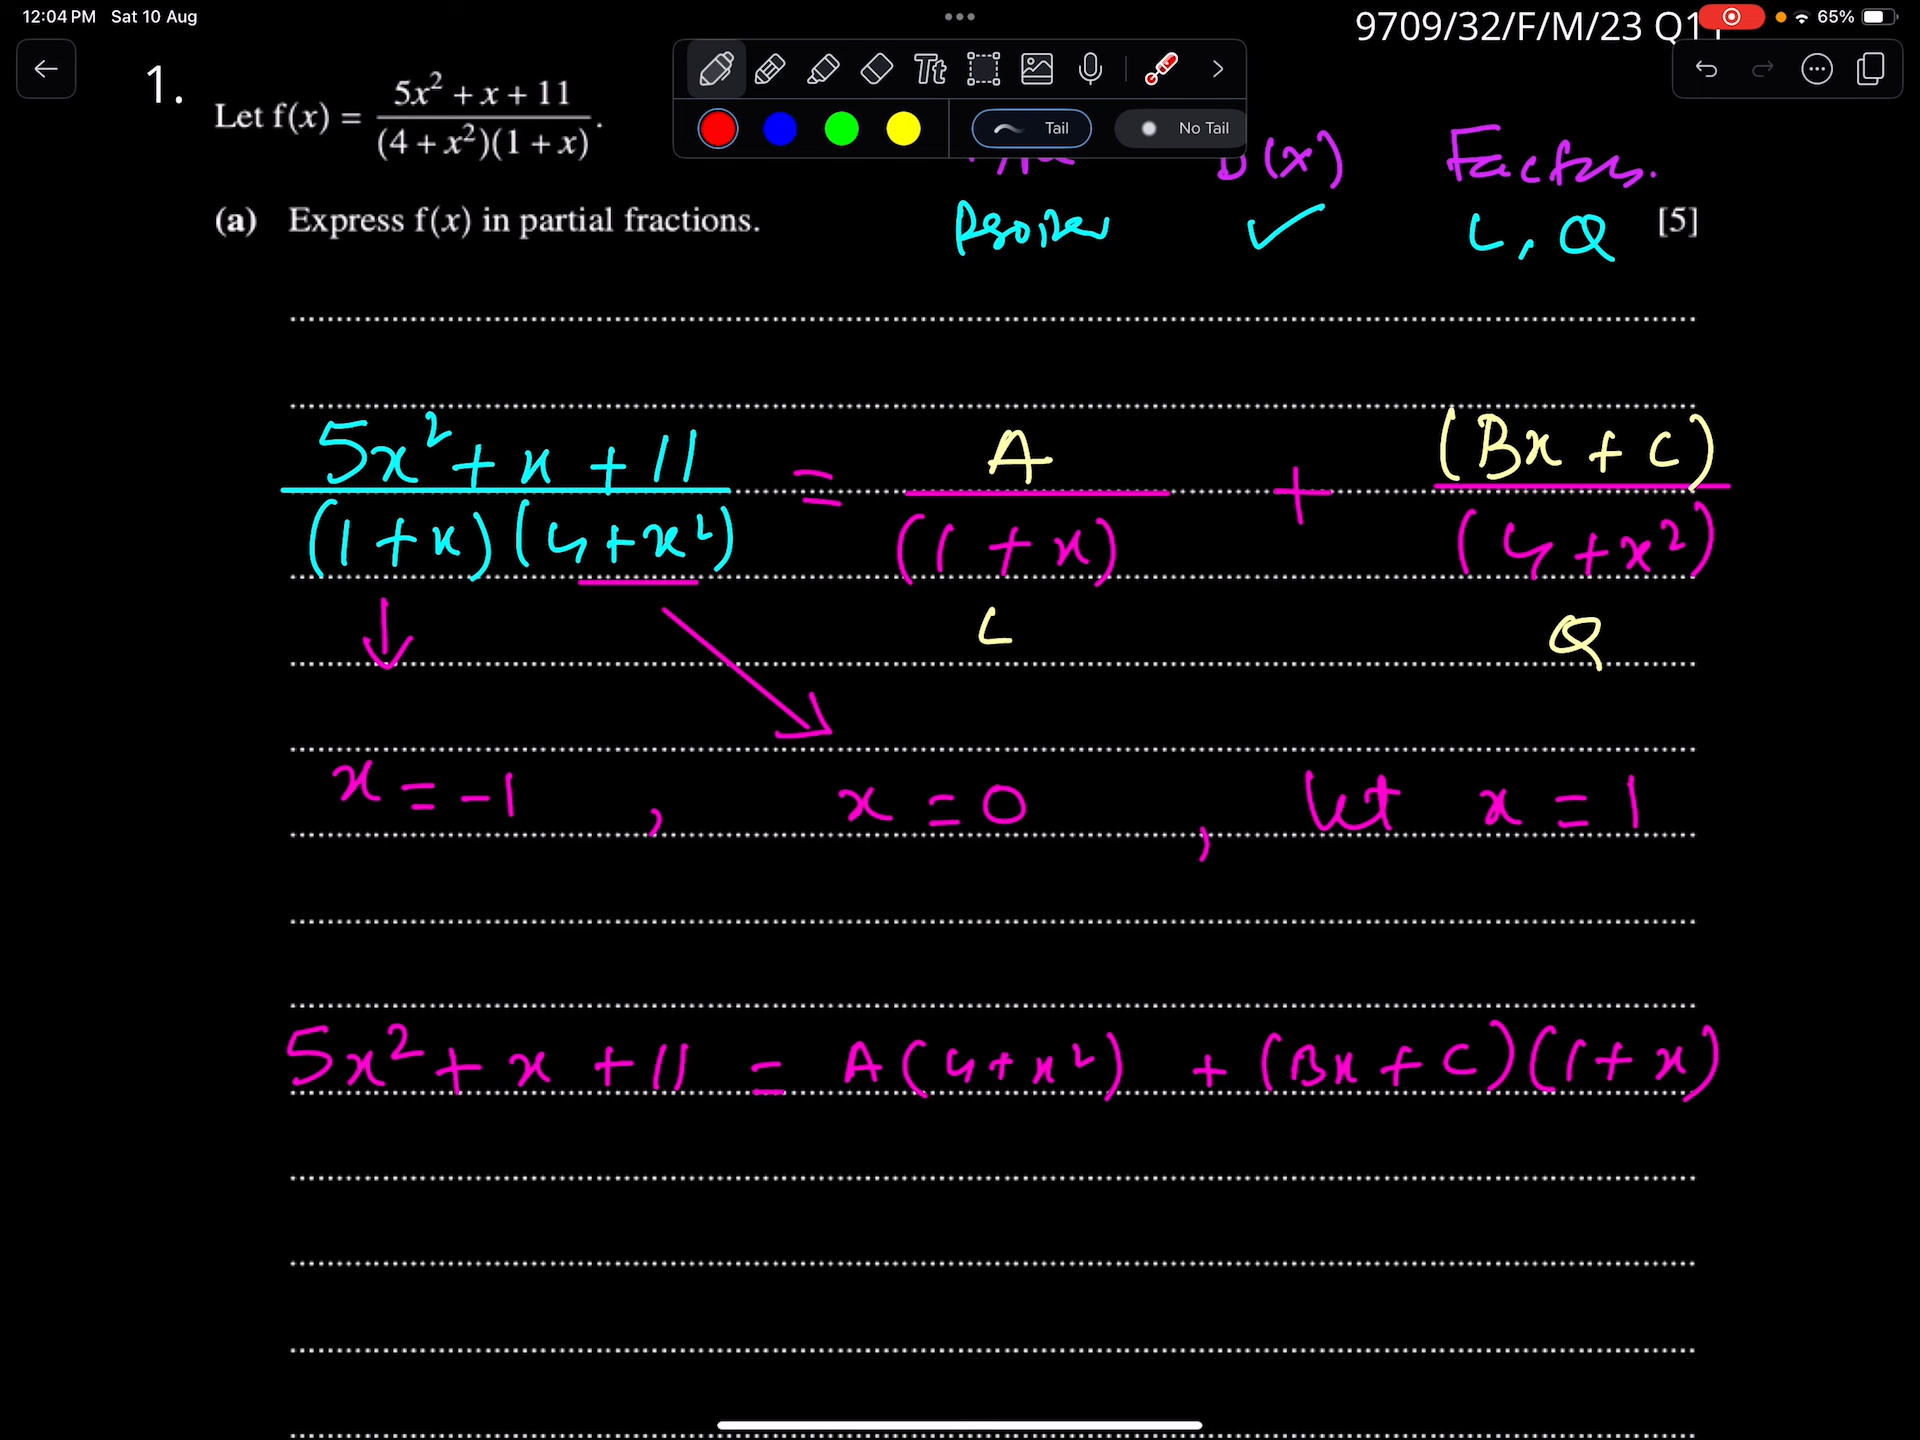 12:04 PM Sat 10 Aug
65%
9709/32/F/M/23 Q11
Tt
Tail No Tail
1.
Let f(x) = (5x² + x + 11) / ((4 + x²)(1 + x)).
D(x) Factors.
✓ L, Q
(a) Express f(x) in partial fractions. [5]
(5x² + x + 11) / ((1 + x)(4 + x²)) = A / (1 + x) + (Bx + C) / (4 + x²)
L Q
x = -1 , x = 0 , let x = 1
5x² + x + 11 = A(4 + x²) + (Bx + C)(1 + x)